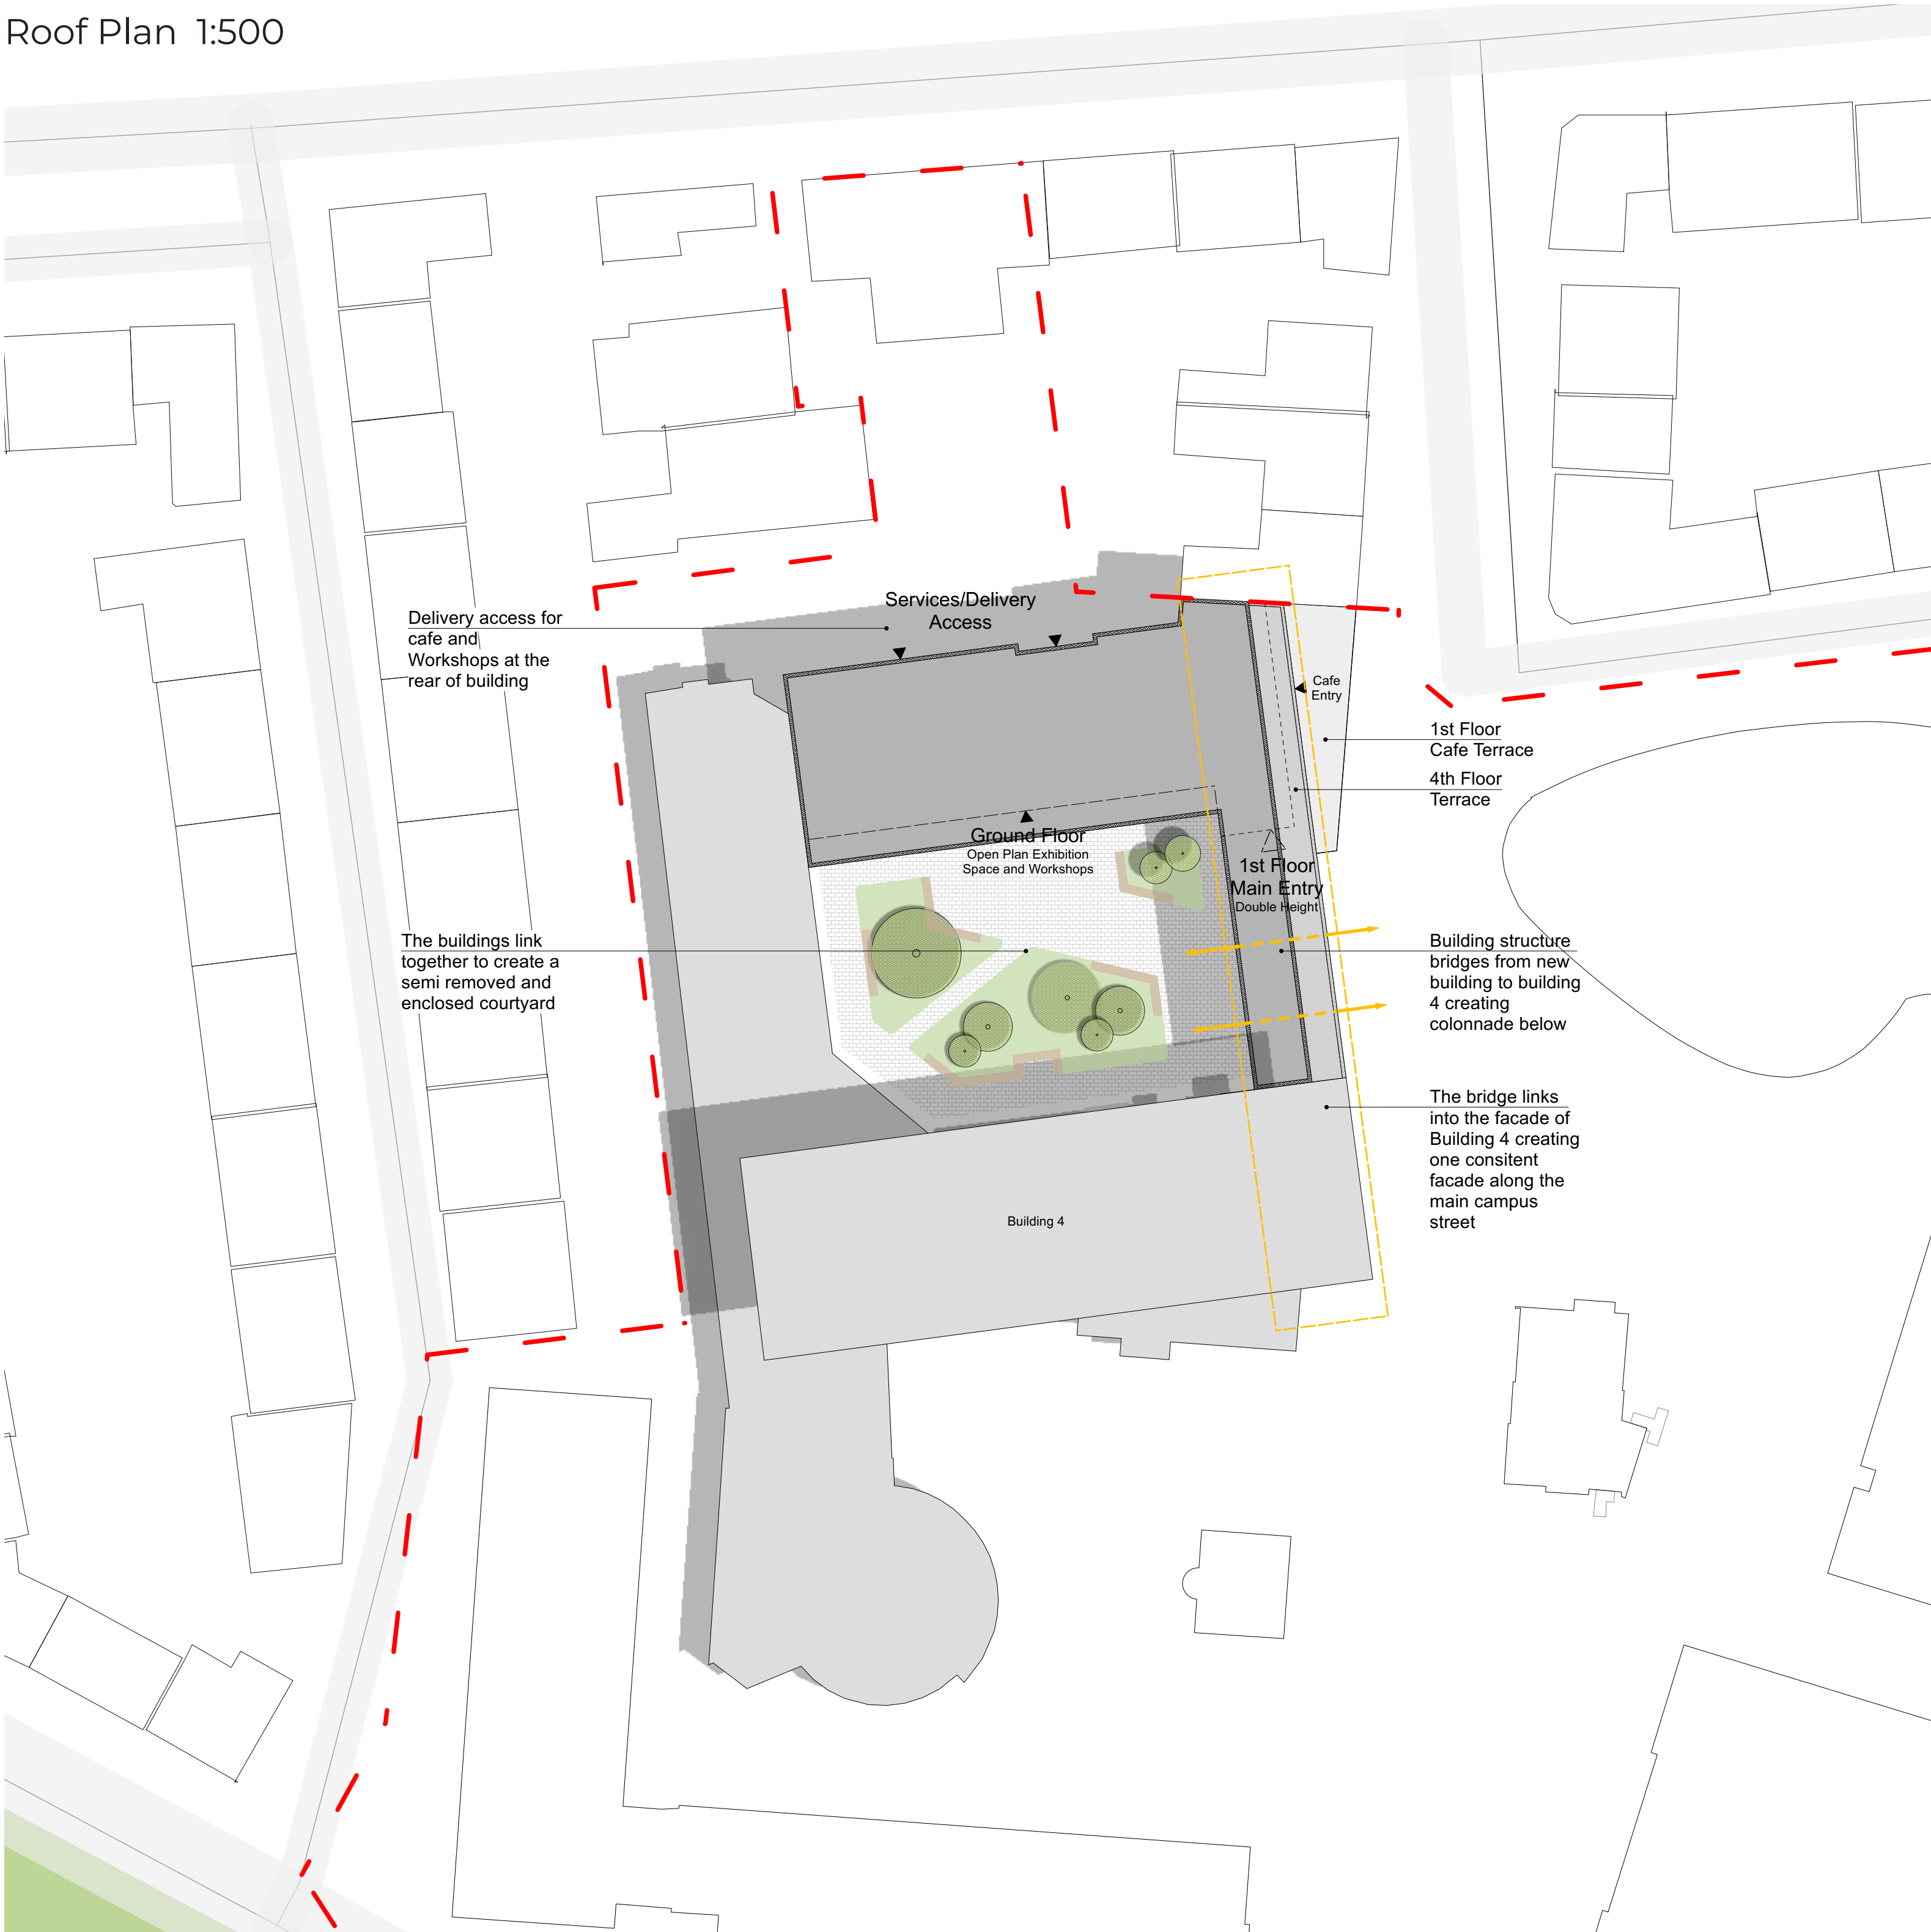 Roof Plan 1:500
Services/Delivery
Access
Delivery access for
cafe and
Workshops at the
rear of building
Cafe
Entry
1st Floor
Cafe Terrace
4th Floor
Terrace
Ground Floor
Open Plan Exhibition
Space and Workshops
1st Floor
Main Entry
Double Height
The buildings link
together to create a
semi removed and
enclosed courtyard
Building structure
bridges from new
building to building
4 creating
colonnade below
The bridge links
into the facade of
Building 4 creating
one consitent
facade along the
main campus
street
Building 4